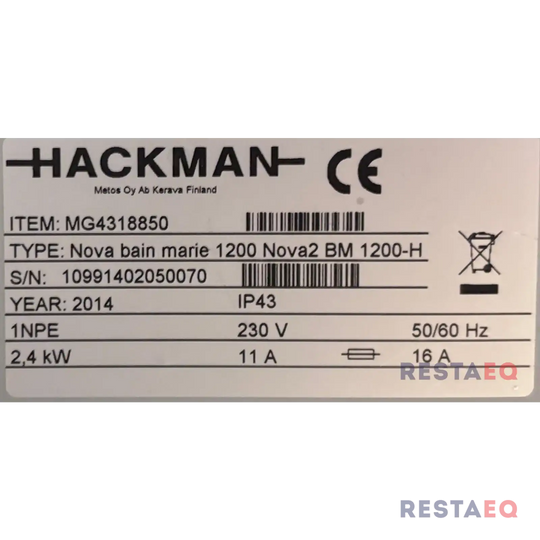 HACKMAN CE
Metos Oy Ab Kerava Finland
ITEM: MG4318850
TYPE: Nova bain marie 1200 Nova2 BM 1200-H
S/N: 10991402050070
YEAR: 2014 IP43
1NPE 230 V 50/60 Hz
2,4 kW 11 A 16 A
RESTAEQ
RESTAEQ